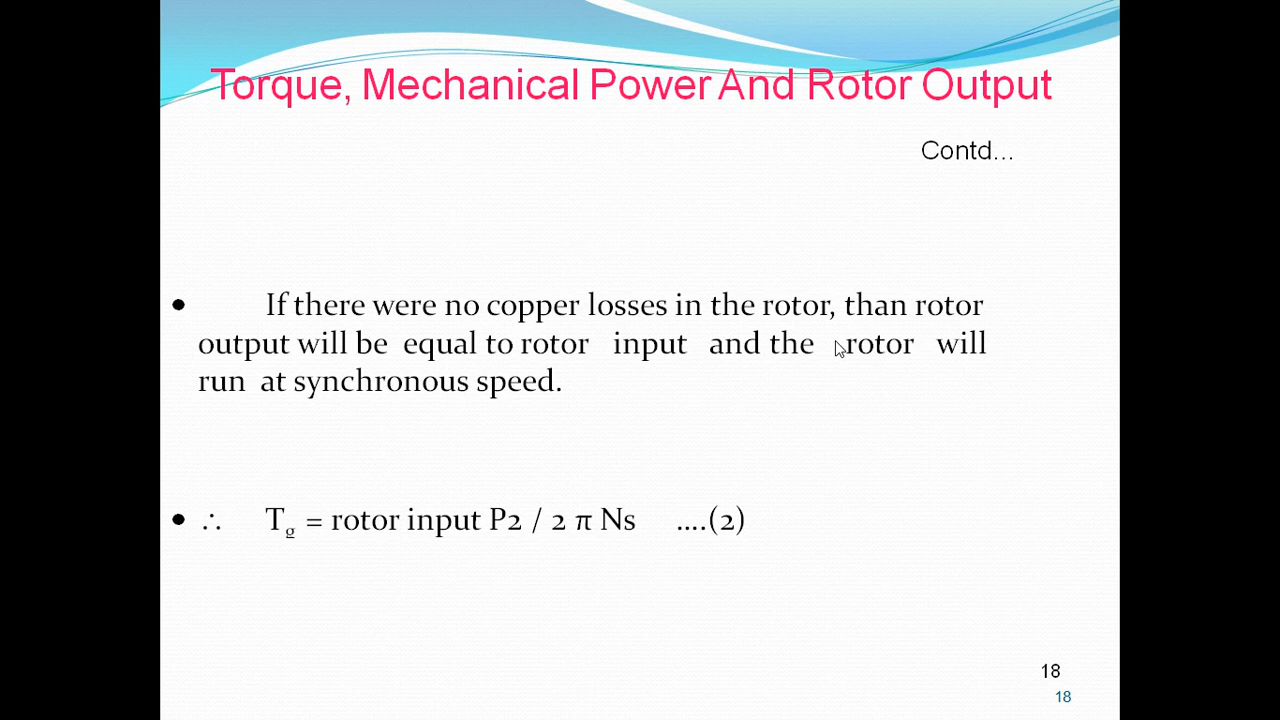 Torque, Mechanical Power And Rotor Output
Contd...
• If there were no copper losses in the rotor, than rotor
output will be equal to rotor input and the rotor will
run at synchronous speed.
• ∴ Tg = rotor input P2 / 2 π Ns ....(2)
18
18